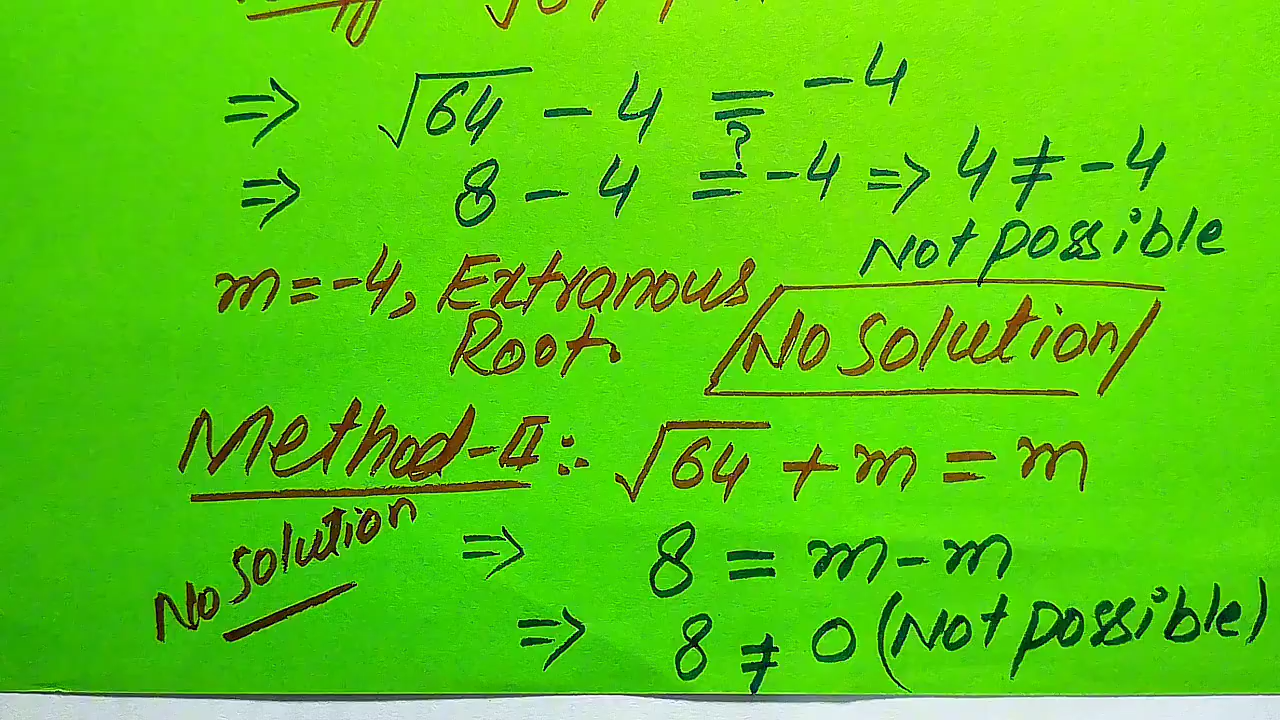 ⇒ √64 - 4 = -4
⇒ 8 - 4 ≟ -4 ⇒ 4 ≠ -4
Not possible
m = -4, Extranous
Root.
No Solution
Method-II :- √64 + m = m
No Solution
⇒ 8 = m - m
⇒ 8 ≠ 0 (Not possible)